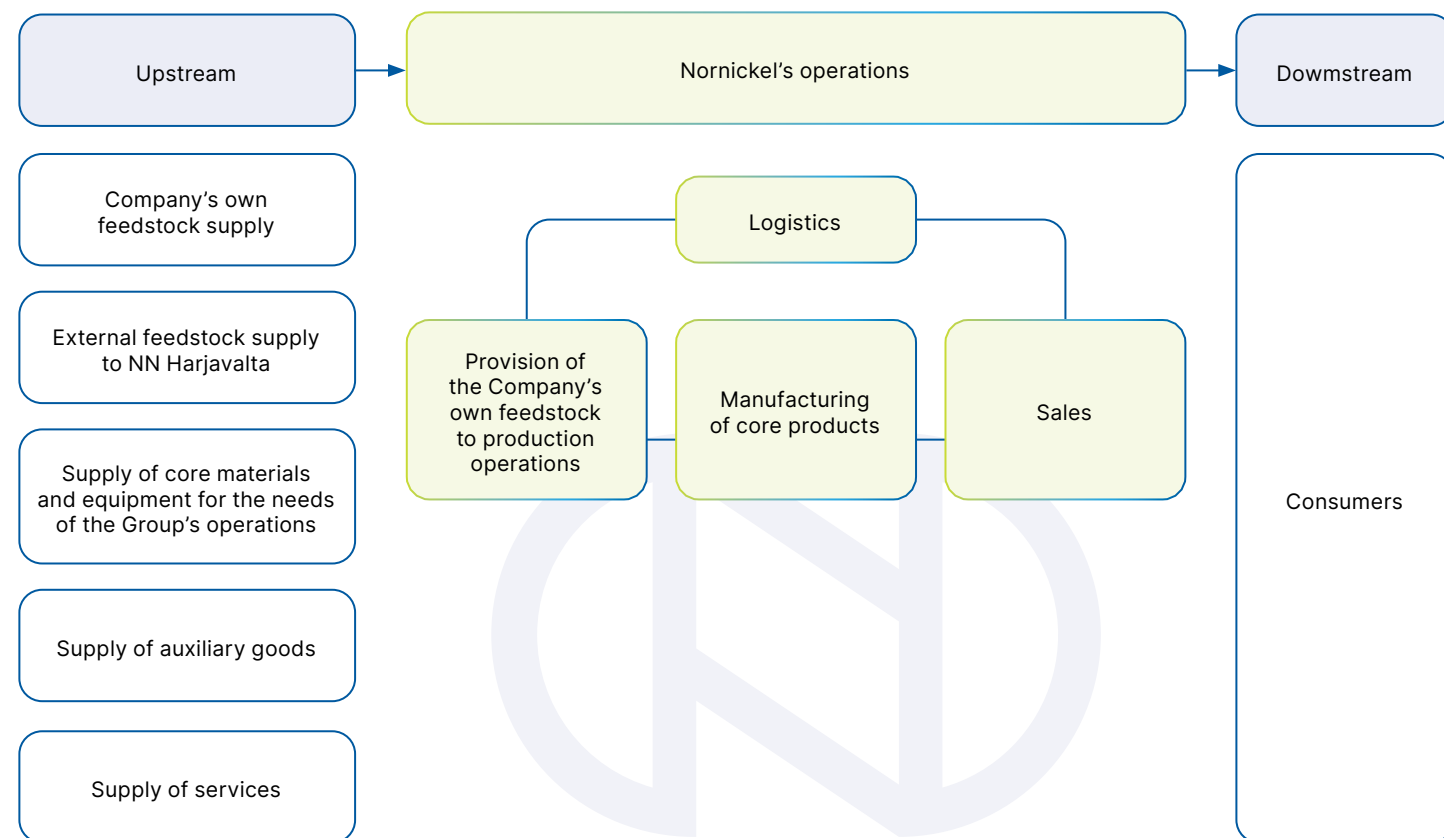 Upstream
Nornickel’s operations
Dowmstream
Company’s own
feedstock supply
External feedstock supply
to NN Harjavalta
Supply of core materials
and equipment for the needs
of the Group’s operations
Supply of auxiliary goods
Supply of services
Logistics
Provision of
the Company’s
own feedstock
to production
operations
Manufacturing
of core products
Sales
Consumers